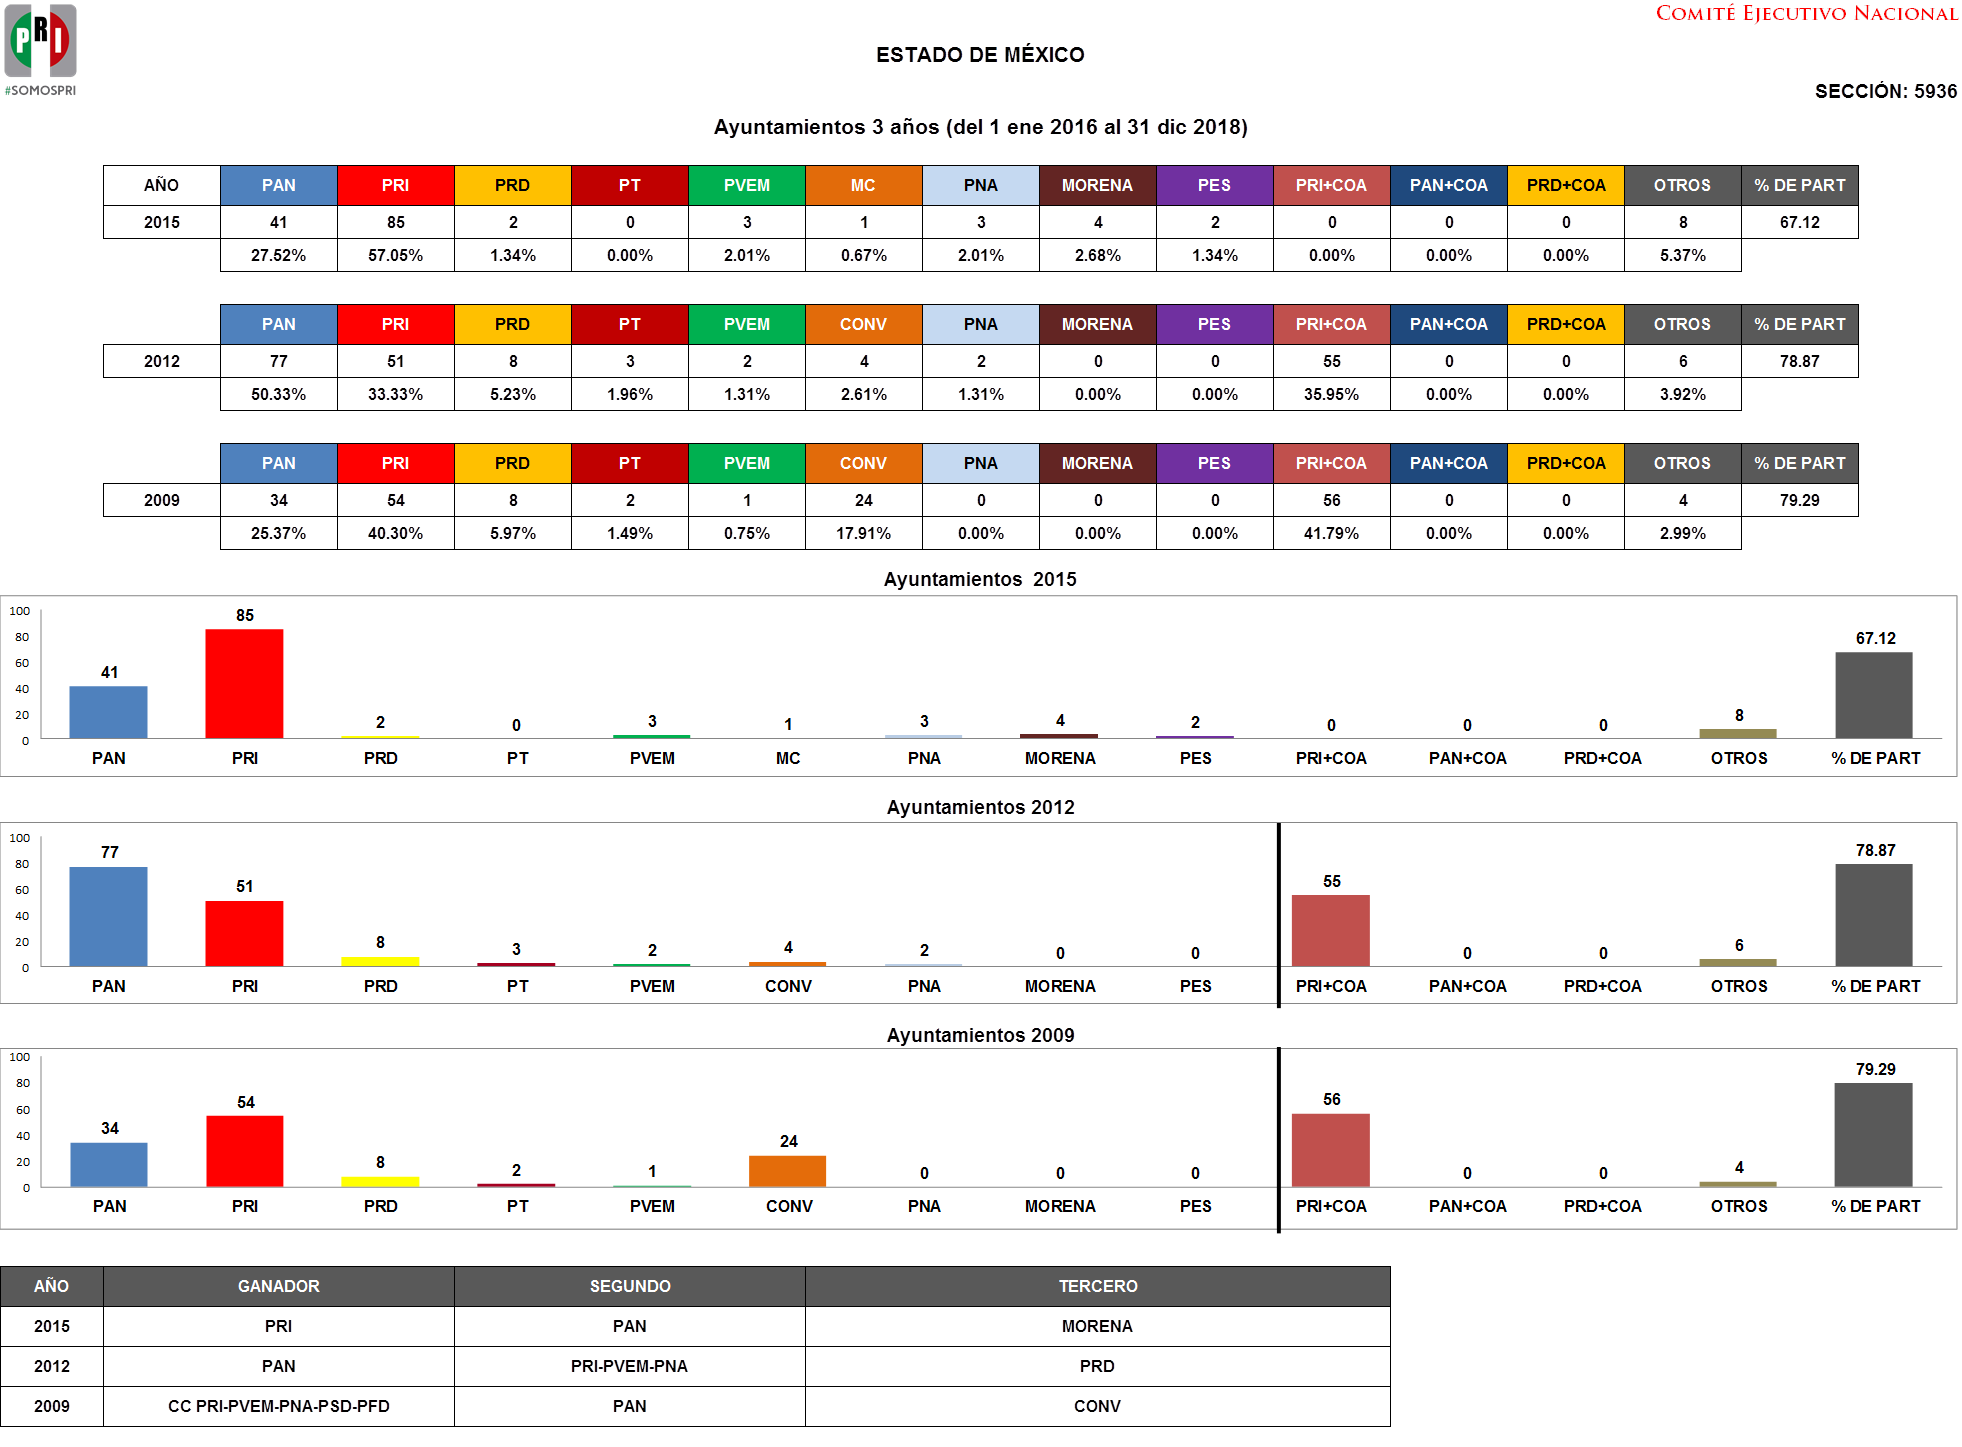 COMITÉ EJECUTIVO NACIONAL
PRI
#SOMOSPRI
ESTADO DE MÉXICO
SECCIÓN: 5936
Ayuntamientos 3 años (del 1 ene 2016 al 31 dic 2018)
AÑO PAN PRI PRD PT PVEM MC PNA MORENA PES PRI+COA PAN+COA PRD+COA OTROS % DE PART
2015 41 85 2 0 3 1 3 4 2 0 0 0 8 67.12
27.52% 57.05% 1.34% 0.00% 2.01% 0.67% 2.01% 2.68% 1.34% 0.00% 0.00% 0.00% 5.37%
PAN PRI PRD PT PVEM CONV PNA MORENA PES PRI+COA PAN+COA PRD+COA OTROS % DE PART
2012 77 51 8 3 2 4 2 0 0 55 0 0 6 78.87
50.33% 33.33% 5.23% 1.96% 1.31% 2.61% 1.31% 0.00% 0.00% 35.95% 0.00% 0.00% 3.92%
PAN PRI PRD PT PVEM CONV PNA MORENA PES PRI+COA PAN+COA PRD+COA OTROS % DE PART
2009 34 54 8 2 1 24 0 0 0 56 0 0 4 79.29
25.37% 40.30% 5.97% 1.49% 0.75% 17.91% 0.00% 0.00% 0.00% 41.79% 0.00% 0.00% 2.99%
Ayuntamientos 2015
100
80
60
40
20
0
41 85 2 0 3 1 3 4 2 0 0 0 8 67.12
PAN PRI PRD PT PVEM MC PNA MORENA PES PRI+COA PAN+COA PRD+COA OTROS % DE PART
Ayuntamientos 2012
100
80
60
40
20
0
77 51 8 3 2 4 2 0 0 55 0 0 6 78.87
PAN PRI PRD PT PVEM CONV PNA MORENA PES PRI+COA PAN+COA PRD+COA OTROS % DE PART
Ayuntamientos 2009
100
80
60
40
20
0
34 54 8 2 1 24 0 0 0 56 0 0 4 79.29
PAN PRI PRD PT PVEM CONV PNA MORENA PES PRI+COA PAN+COA PRD+COA OTROS % DE PART
AÑO GANADOR SEGUNDO TERCERO
2015 PRI PAN MORENA
2012 PAN PRI-PVEM-PNA PRD
2009 CC PRI-PVEM-PNA-PSD-PFD PAN CONV